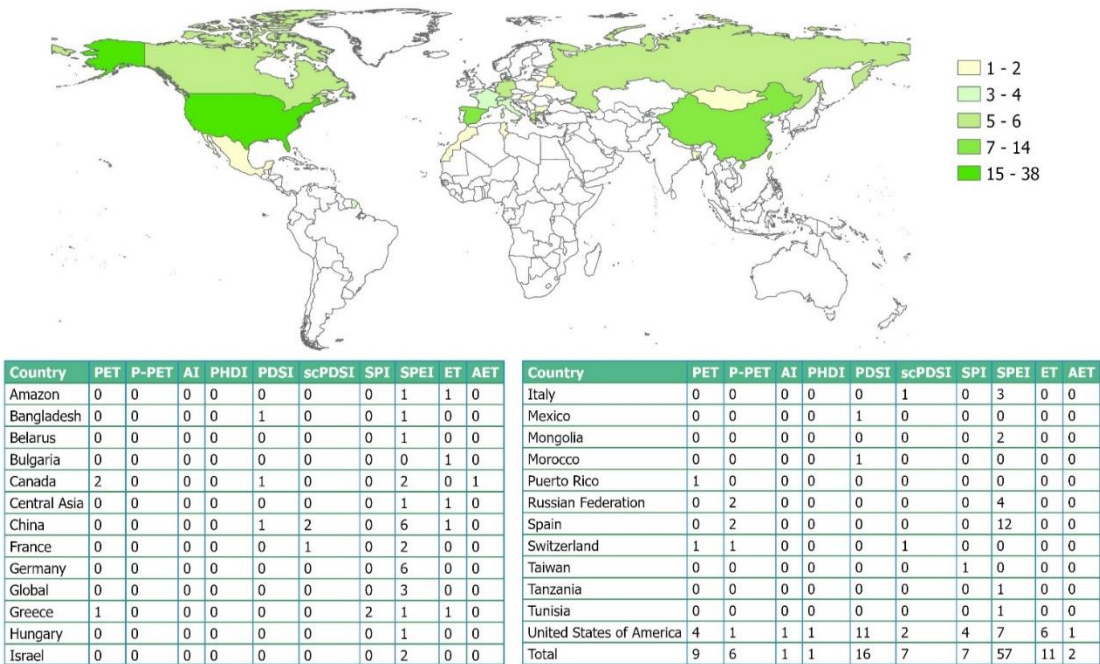 1 - 2
3 - 4
5 - 6
7 - 14
15 - 38
Country PET P-PET AI PHDI PDSI scPDSI SPI SPEI ET AET
Amazon 0 0 0 0 0 0 0 1 1 0
Bangladesh 0 0 0 0 1 0 0 1 0 0
Belarus 0 0 0 0 0 0 0 1 0 0
Bulgaria 0 0 0 0 0 0 0 0 1 0
Canada 2 0 0 0 1 0 0 2 0 1
Central Asia 0 0 0 0 0 0 0 1 1 0
China 0 0 0 0 1 2 0 6 1 0
France 0 0 0 0 0 1 0 2 0 0
Germany 0 0 0 0 0 0 0 6 0 0
Global 0 0 0 0 0 0 0 3 0 0
Greece 1 0 0 0 0 0 2 1 1 0
Hungary 0 0 0 0 0 0 0 1 0 0
Israel 0 0 0 0 0 0 0 2 0 0
Country PET P-PET AI PHDI PDSI scPDSI SPI SPEI ET AET
Italy 0 0 0 0 0 1 0 3 0 0
Mexico 0 0 0 0 1 0 0 0 0 0
Mongolia 0 0 0 0 0 0 0 2 0 0
Morocco 0 0 0 0 1 0 0 0 0 0
Puerto Rico 1 0 0 0 0 0 0 0 0 0
Russian Federation 0 2 0 0 0 0 0 4 0 0
Spain 0 2 0 0 0 0 0 12 0 0
Switzerland 1 1 0 0 0 1 0 0 0 0
Taiwan 0 0 0 0 0 0 1 0 0 0
Tanzania 0 0 0 0 0 0 0 1 0 0
Tunisia 0 0 0 0 0 0 0 1 0 0
United States of America 4 1 1 1 11 2 4 7 6 1
Total 9 6 1 1 16 7 7 57 11 2